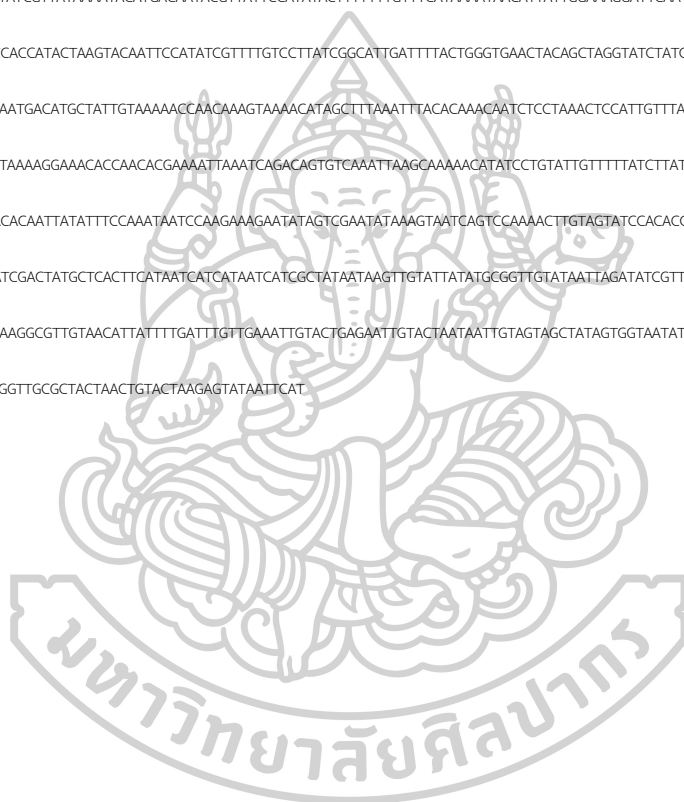 CACCATACTAAGTACAATTCCATATCGTTTTGTCCTTATCGGCATTGATTTTACTGGGTGAACTACAGCTAGGTATCTATC
AATGACATGCTATTGTAAAAACCAACAAAGTAAAACATAGCTTTAAATTTACACAAACAATCTCCTAAACTCCATTGTTTA
TAAAAGGAAACACCAACACGAAAATTAAATCAGACAGTGTCAAATTAAGCAAAAACATATCCTGTATTGTTTTTATCTTAT
CACAATTATATTTCCAAATAATCCAAGAAAGAATATAGTCGAATATAAAGTAATCAGTCCAAAACTTGTAGTATCCACACC
TCGACTATGCTCACTTCATAATCATCATAATCATCGCTATAATAAGTTGTATTATATGCGGTTGTATAATTAGATATCGTT
AAGGCGTTGTAACATTATTTTGATTTGTTGAAATTGTACTGAGAATTGTACTAATAATTGTAGTAGCTATAGTGGTAATAT
GGTTGCGCTACTAACTGTACTAAGAGTATAATTCAT
มหาวิทยาลัยศิลปากร